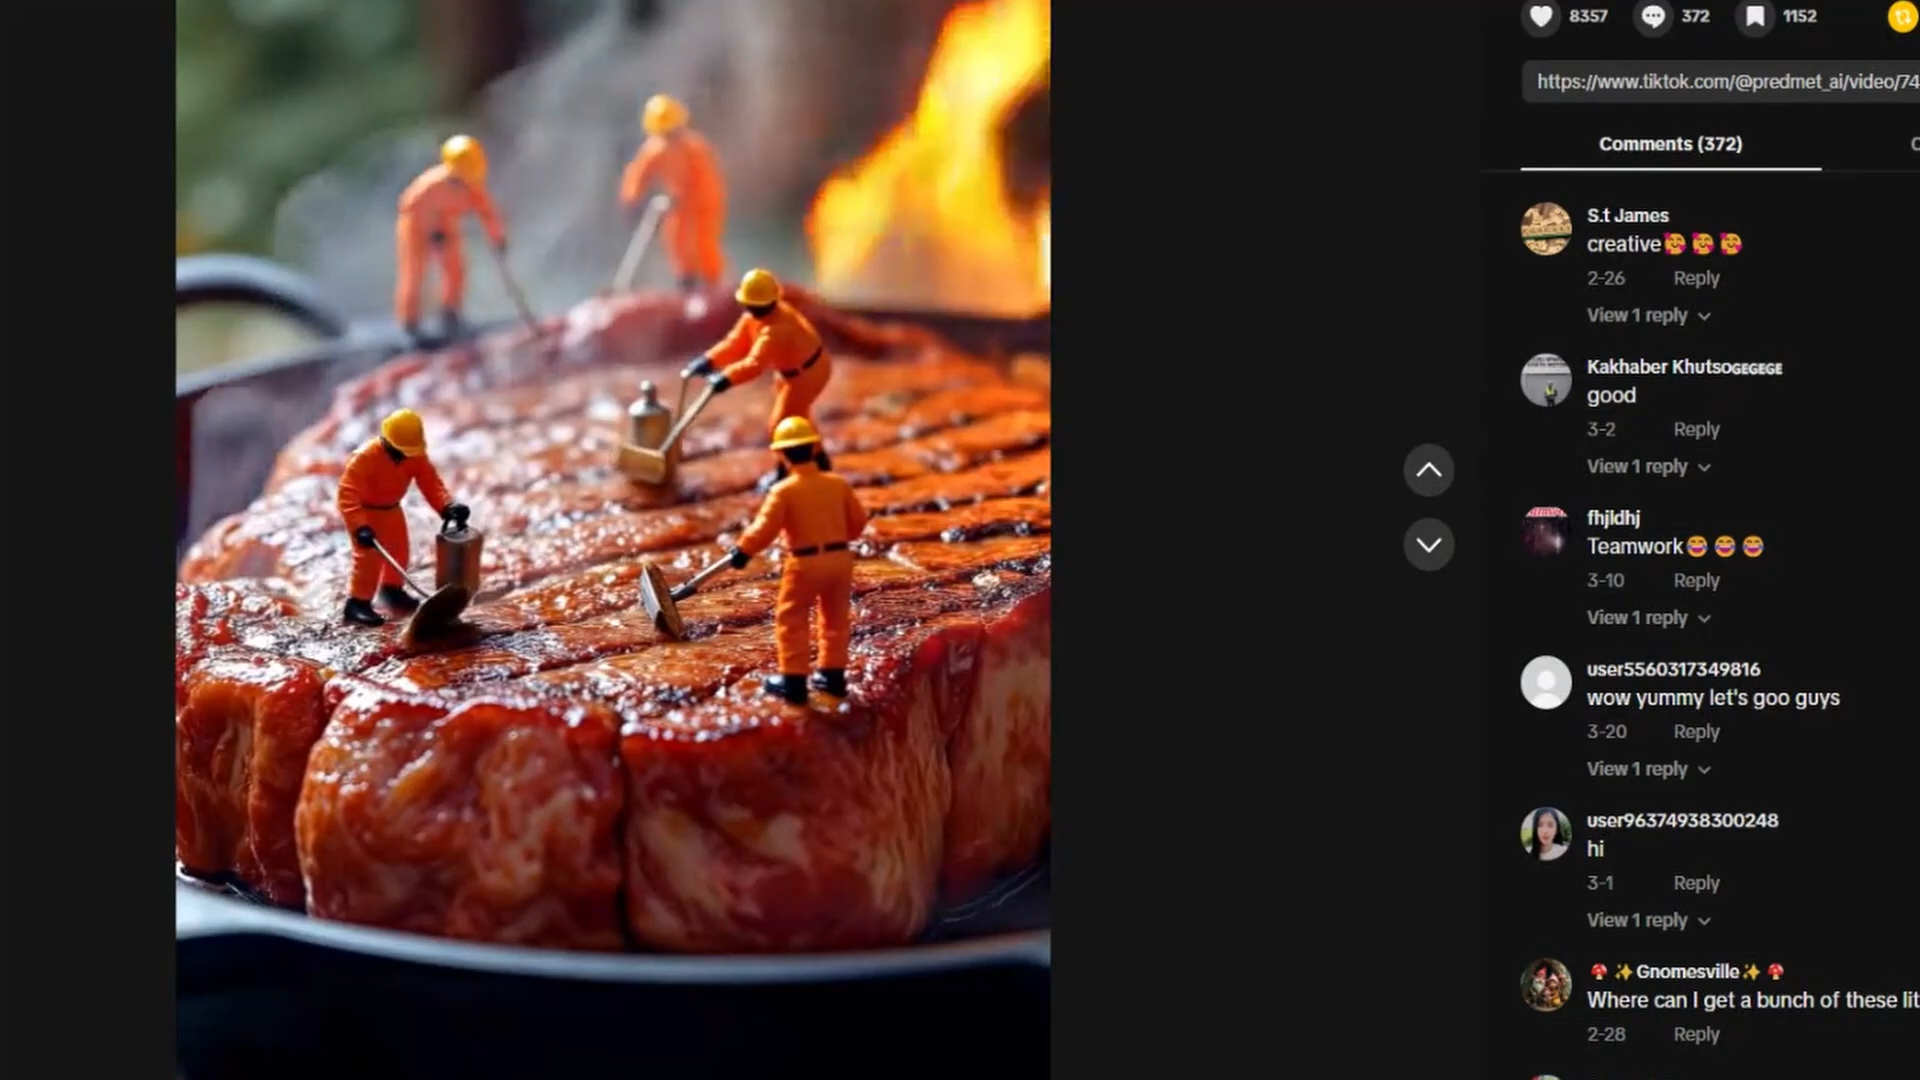 8357 372 1152
https://www.tiktok.com/@predmet_ai/video/74
Comments (372)
S.t James
creative🥰🥰🥰
2-26 Reply
View 1 reply
Kakhaber Khutsoɢᴇɢᴇɢᴇ
good
3-2 Reply
View 1 reply
fhjldhj
Teamwork😂😂😂
3-10 Reply
View 1 reply
user5560317349816
wow yummy let's goo guys
3-20 Reply
View 1 reply
user96374938300248
hi
3-1 Reply
View 1 reply
🍄✨Gnomesville✨🍄
Where can I get a bunch of these lit
2-28 Reply